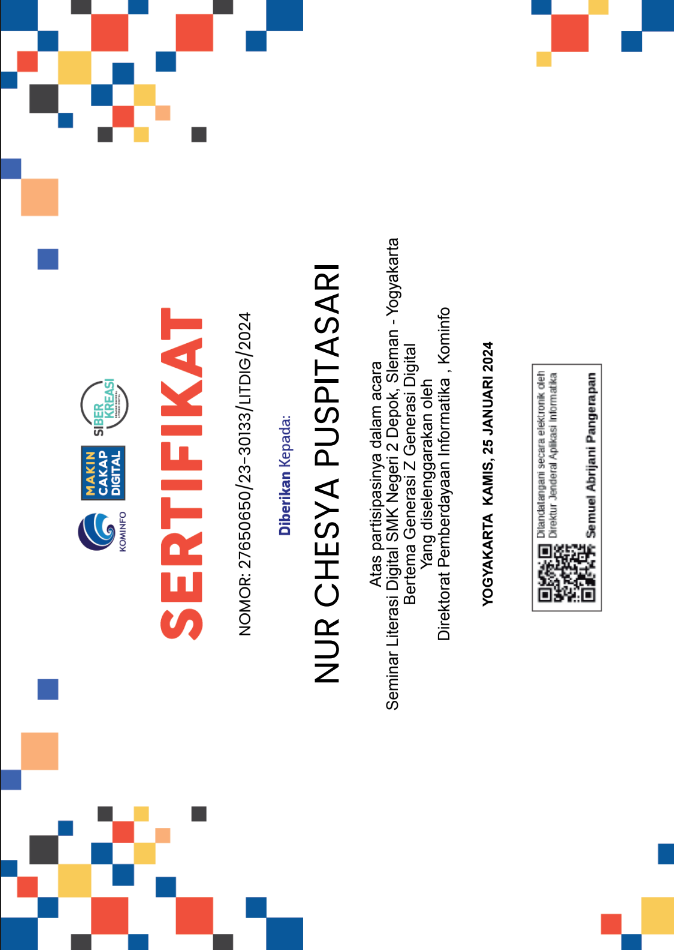 KOMINFO
MAKIN
CAKAP
DIGITAL
SIBER
KREASI
SERTIFIKAT
NOMOR: 27650650/23-30133/LITDIG/2024
Diberikan Kepada:
NUR CHESYA PUSPITASARI
Atas partisipasinya dalam acara
Seminar Literasi Digital SMK Negeri 2 Depok, Sleman - Yogyakarta
Bertema Generasi Z Generasi Digital
Yang diselenggarakan oleh
Direktorat Pemberdayaan Informatika , Kominfo
YOGYAKARTA KAMIS, 25 JANUARI 2024
Ditandatangani secara elektronik oleh
Direktur Jenderal Aplikasi Informatika
Semuel Abrijani Pangerapan